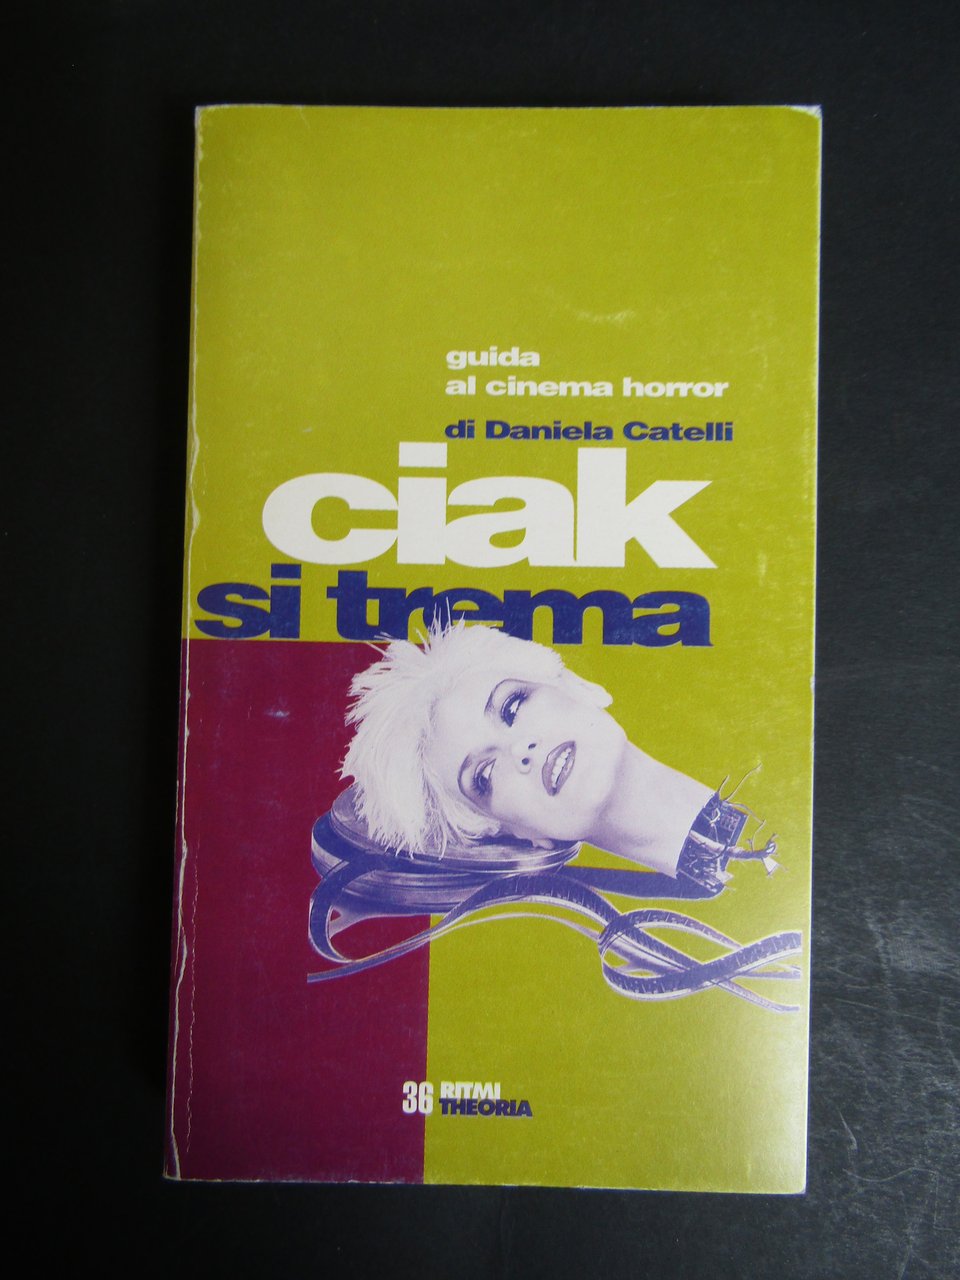 guida
al cinema horror
di Daniela Catelli
ciak
si trema
36 RITMI
THEORIA